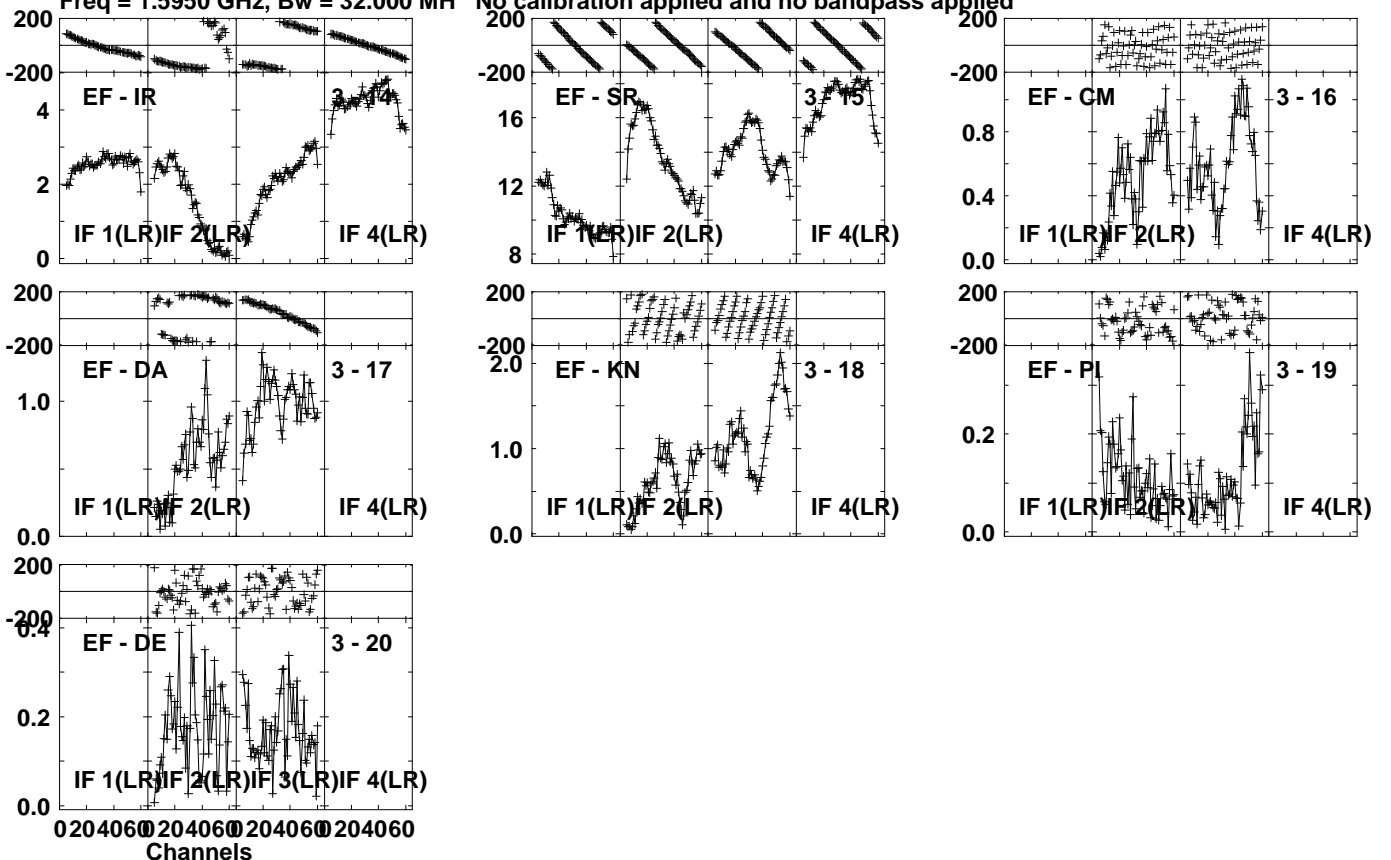 Freq = 1.5950 GHz, Bw = 32.000 MH   No calibration applied and no bandpass applied
200
-200
EF - IR
3 - 14
4
2
0
IF 1(LR)IF 2(LR)
IF 4(LR)
200
-200
EF - SR
3 - 15
16
12
8
IF 1(LR)IF 2(LR)
IF 4(LR)
200
-200
EF - CM
3 - 16
0.8
0.4
0.0
IF 1(LR)IF 2(LR)
IF 4(LR)
200
-200
EF - DA
3 - 17
1.0
0.0
IF 1(LR)IF 2(LR)
IF 4(LR)
200
-200
EF - KN
3 - 18
2.0
1.0
0.0
IF 1(LR)IF 2(LR)
IF 4(LR)
200
-200
EF - PI
3 - 19
0.2
0.0
IF 1(LR)IF 2(LR)
IF 4(LR)
200
-200
0.4
EF - DE
3 - 20
0.2
0.0
IF 1(LR)IF 2(LR)IF 3(LR)IF 4(LR)
0 20 40 60 0 20 40 60 0 20 40 60 0 20 40 60
Channels